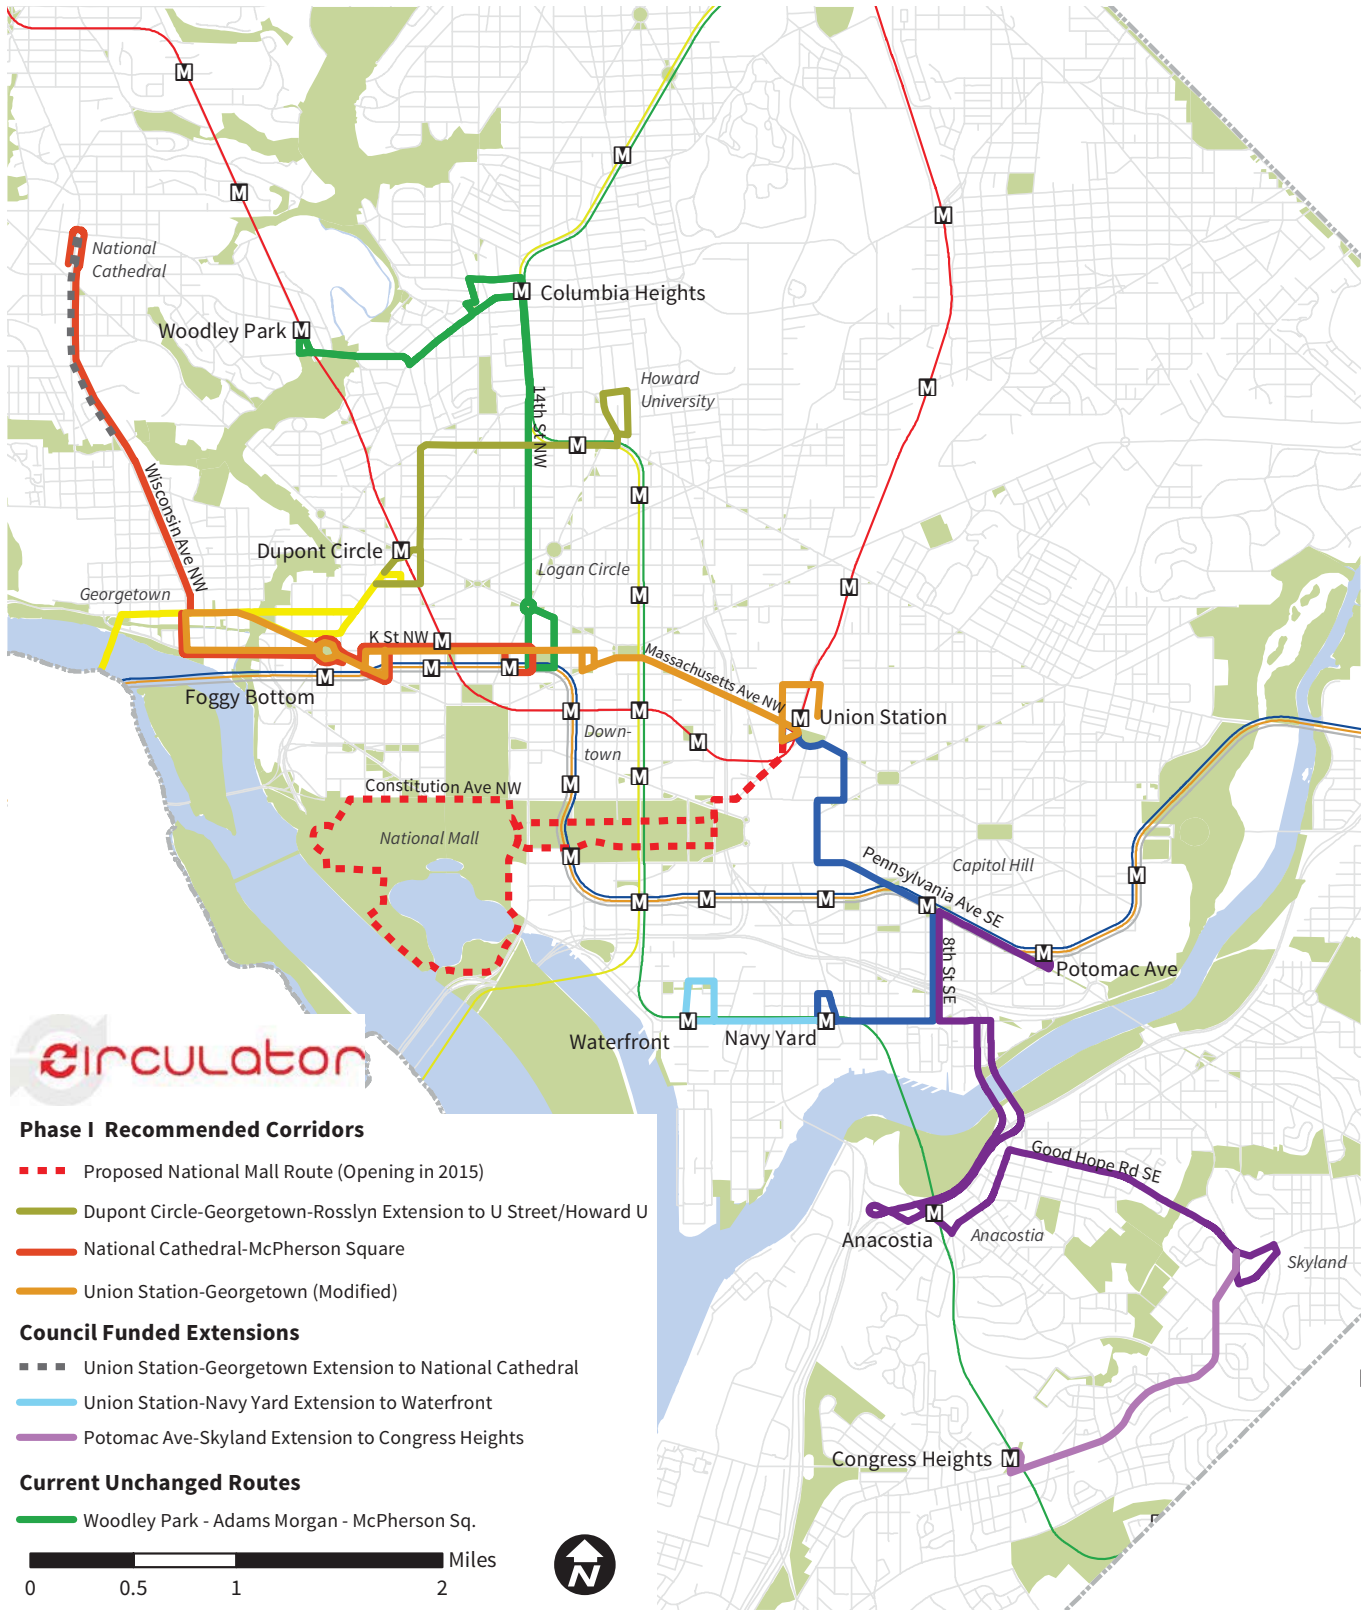 National
Cathedral
M
M
M
M
Woodley Park M
M Columbia Heights
Howard
University
M
14th St NW
M
M
Wisconsin Ave NW
Dupont Circle M
Logan Circle
M
M
Georgetown
K St NW M
M
M
M
Foggy Bottom
Massachusetts Ave NW
M Union Station
M
M
M
Down-
town
M
M
Constitution Ave NW
National Mall
M
Pennsylvania Ave SE
Capitol Hill
M
M
M
M
M
8th St SE
M
Potomac Ave
M
M
Waterfront
Navy Yard
Good Hope Rd SE
M
Anacostia
Anacostia
Skyland
Congress Heights M
circulator
Phase I Recommended Corridors
Proposed National Mall Route (Opening in 2015)
Dupont Circle-Georgetown-Rosslyn Extension to U Street/Howard U
National Cathedral-McPherson Square
Union Station-Georgetown (Modified)
Council Funded Extensions
Union Station-Georgetown Extension to National Cathedral
Union Station-Navy Yard Extension to Waterfront
Potomac Ave-Skyland Extension to Congress Heights
Current Unchanged Routes
Woodley Park - Adams Morgan - McPherson Sq.
Miles
0 0.5 1 2
N